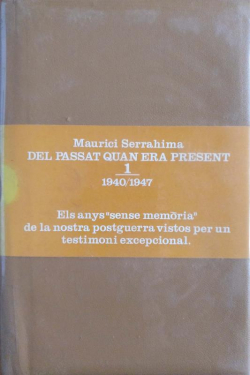 Maurici Serrahima
DEL PASSAT QUAN ERA PRESENT
1
1940/1947
Els anys "sense memòria"
de la nostra postguerra vistos per un
testimoni excepcional.